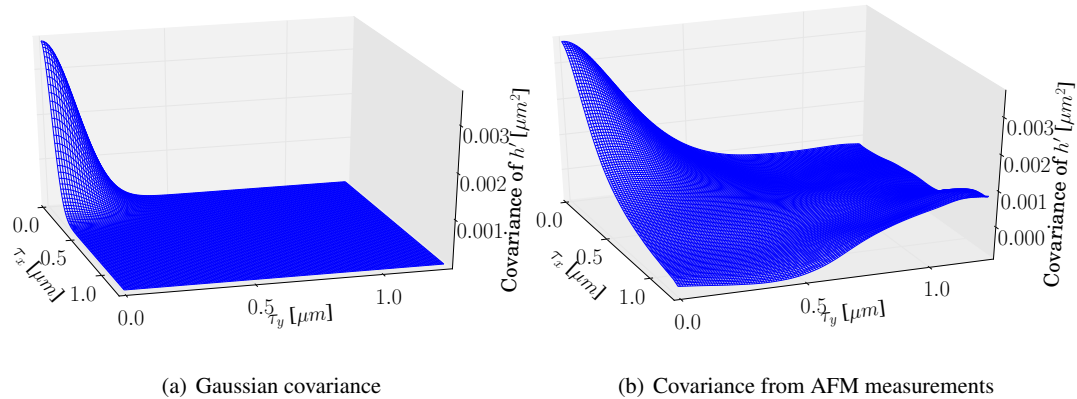 0.003
0.002
0.001
Covariance of h′ [μm²]
0.0
0.5
1.0
τₓ [μm]
0.0
0.5
1.0
τ_y [μm]
(a) Gaussian covariance
0.003
0.002
0.001
0.000
Covariance of h′ [μm²]
0.0
0.5
1.0
τₓ [μm]
0.0
0.5
1.0
τ_y [μm]
(b) Covariance from AFM measurements